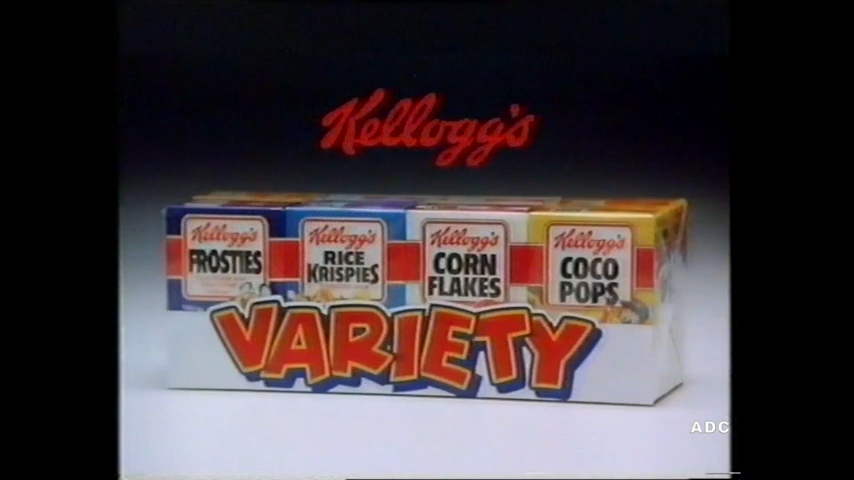 Kellogg's
Kellogg's
FROSTIES
Kellogg's
RICE
KRISPIES
Kellogg's
CORN
FLAKES
Kellogg's
COCO
POPS
VARIETY
ADC